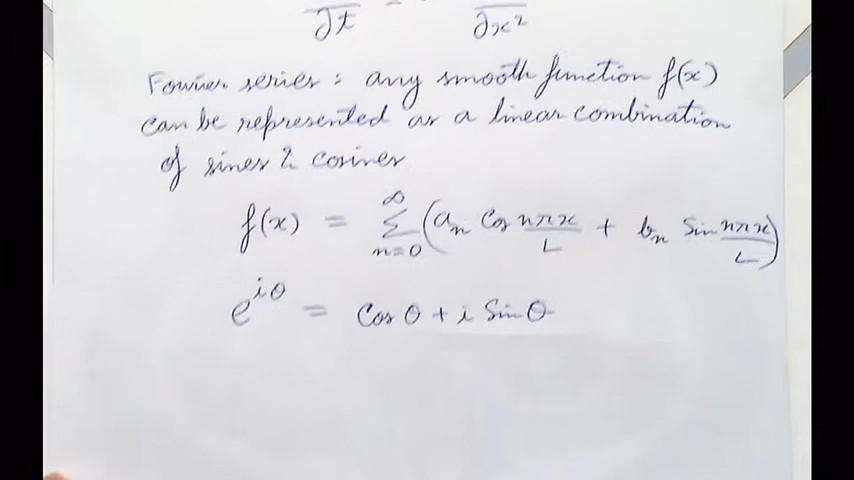 ∂t = ∂x²
Fourier series : any smooth function f(x)
can be represented as a linear combination
of sines & cosines
f(x) = ∑_{n=0}^{∞} (a_n Cos nπx/L + b_n Sin nπx/L)
e^{iθ} = Cos θ + i Sin θ